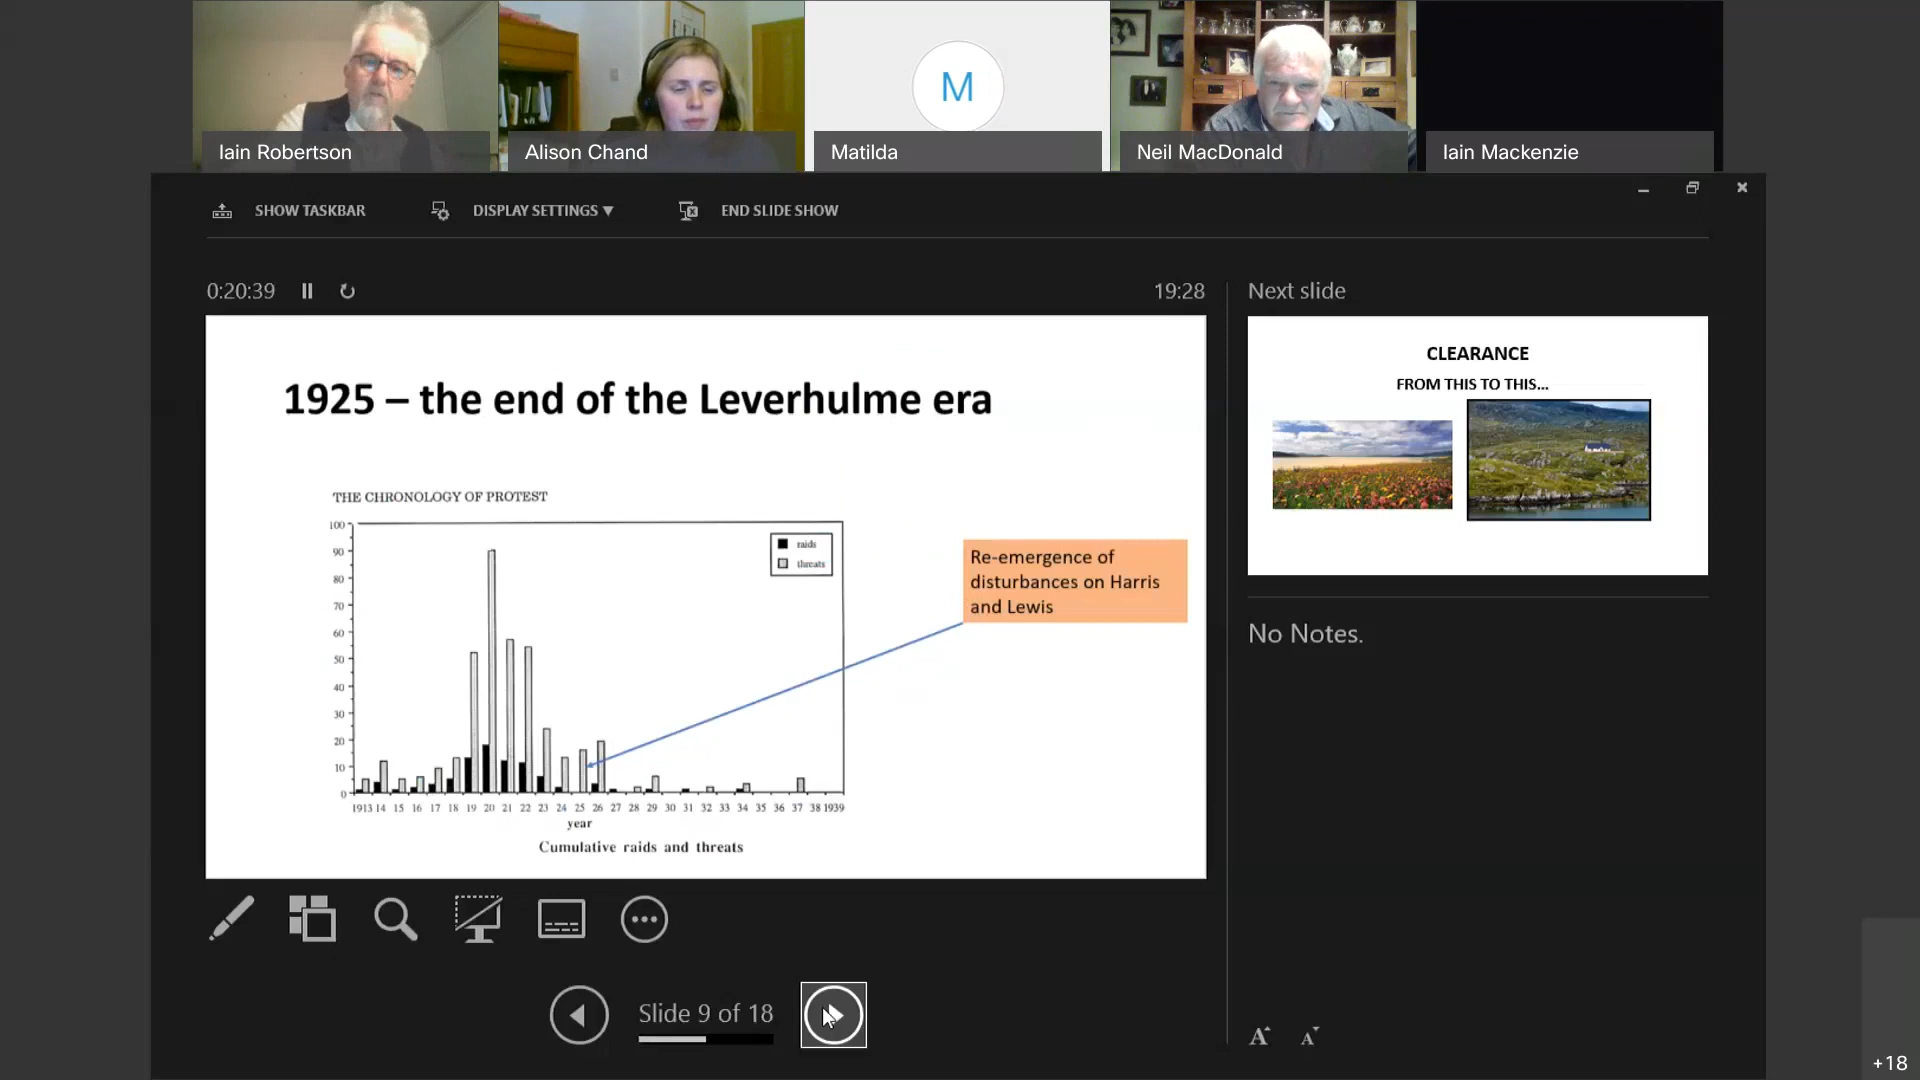 M
Iain Robertson
Alison Chand
Matilda
Neil MacDonald
Iain Mackenzie
SHOW TASKBAR
DISPLAY SETTINGS ▼
END SLIDE SHOW
0:20:39
19:28
Next slide
1925 – the end of the Leverhulme era
THE CHRONOLOGY OF PROTEST
100
90
80
70
60
50
40
30
20
10
0
raids
threats
1913 14 15 16 17 18 19 20 21 22 23 24 25 26 27 28 29 30 31 32 33 34 35 36 37 38 1939
year
Cumulative raids and threats
Re-emergence of
disturbances on Harris
and Lewis
CLEARANCE
FROM THIS TO THIS...
No Notes.
Slide 9 of 18
A A
+18